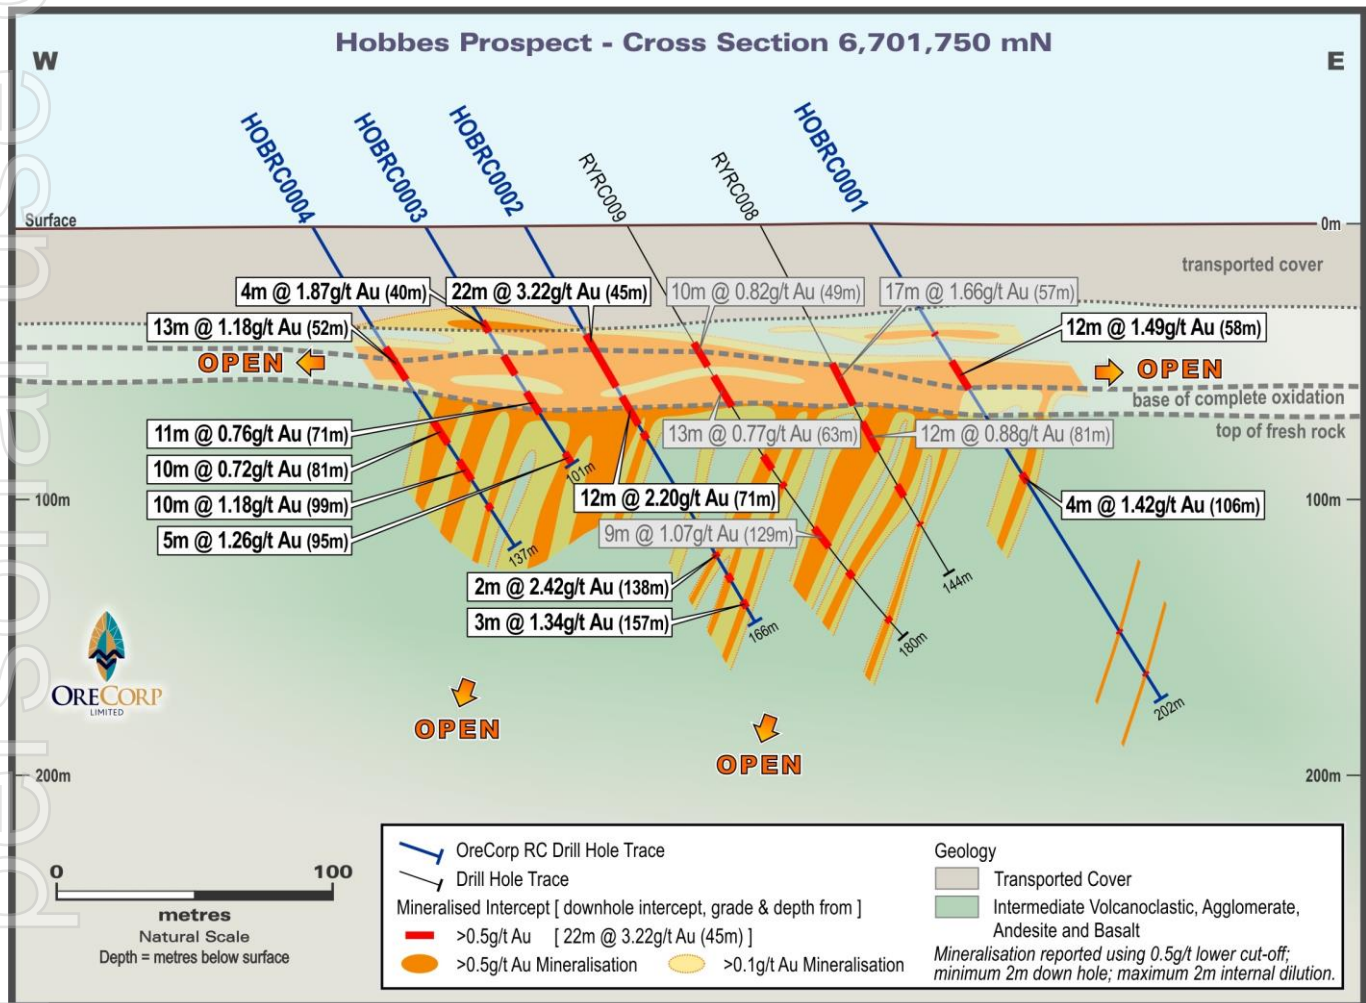 Hobbes Prospect - Cross Section 6,701,750 mN
W
E
HOBRC0004
HOBRC0003
HOBRC0002
RYRC009
RYRC008
HOBRC0001
Surface
0m
transported cover
4m @ 1.87g/t Au (40m)
22m @ 3.22g/t Au (45m)
10m @ 0.82g/t Au (49m)
17m @ 1.66g/t Au (57m)
13m @ 1.18g/t Au (52m)
12m @ 1.49g/t Au (58m)
OPEN
OPEN
base of complete oxidation
top of fresh rock
11m @ 0.76g/t Au (71m)
13m @ 0.77g/t Au (63m)
12m @ 0.88g/t Au (81m)
10m @ 0.72g/t Au (81m)
101m
100m
10m @ 1.18g/t Au (99m)
12m @ 2.20g/t Au (71m)
4m @ 1.42g/t Au (106m)
100m
5m @ 1.26g/t Au (95m)
9m @ 1.07g/t Au (129m)
137m
144m
2m @ 2.42g/t Au (138m)
3m @ 1.34g/t Au (157m)
166m
180m
202m
ORECORP
LIMITED
OPEN
OPEN
200m
200m
0 100
metres
Natural Scale
Depth = metres below surface
OreCorp RC Drill Hole Trace
Drill Hole Trace
Mineralised Intercept [ downhole intercept, grade & depth from ]
>0.5g/t Au [ 22m @ 3.22g/t Au (45m) ]
>0.5g/t Au Mineralisation >0.1g/t Au Mineralisation
Geology
Transported Cover
Intermediate Volcanoclastic, Agglomerate,
Andesite and Basalt
Mineralisation reported using 0.5g/t lower cut-off;
minimum 2m down hole; maximum 2m internal dilution.
personal use